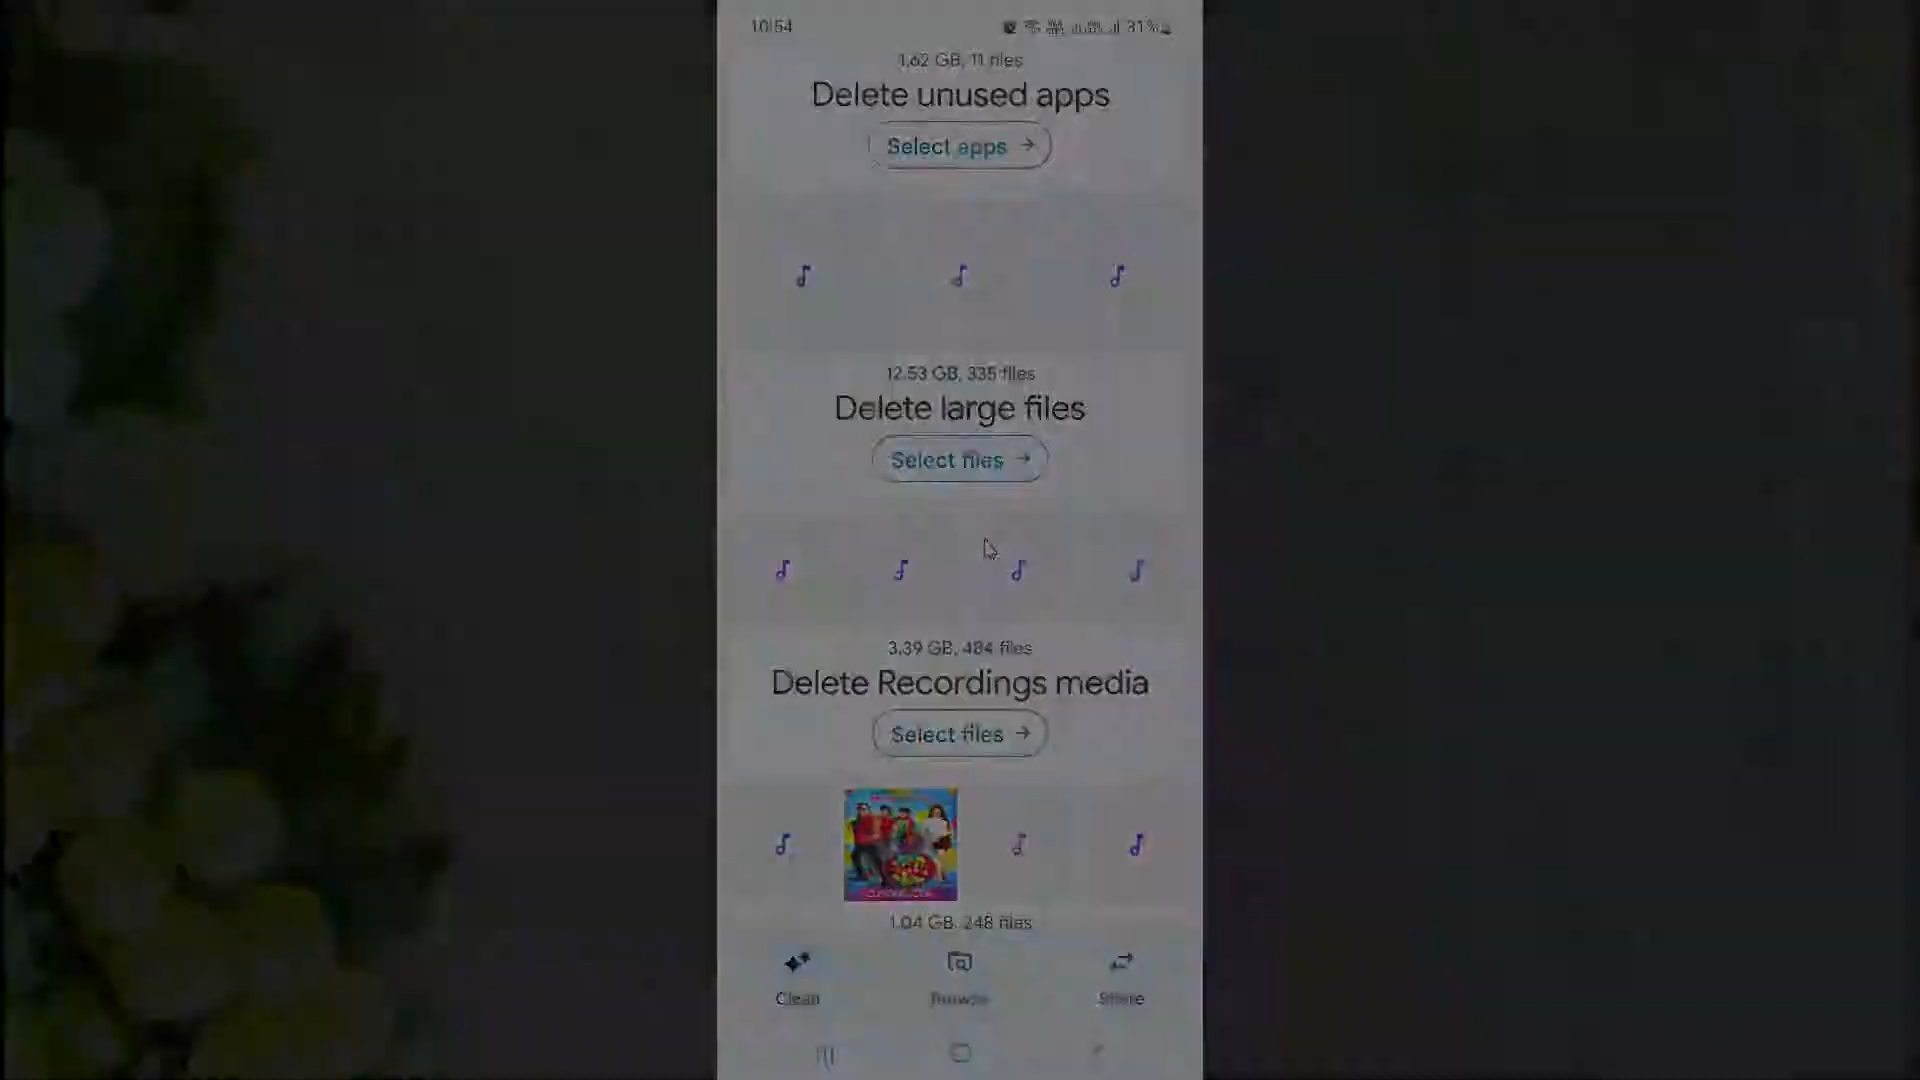 10:54
31%
1.62 GB, 11 files
Delete unused apps
Select apps
12.53 GB, 335 files
Delete large files
Select files
3.39 GB, 484 files
Delete Recordings media
Select files
1.04 GB, 248 files
Clean
Browse
Share